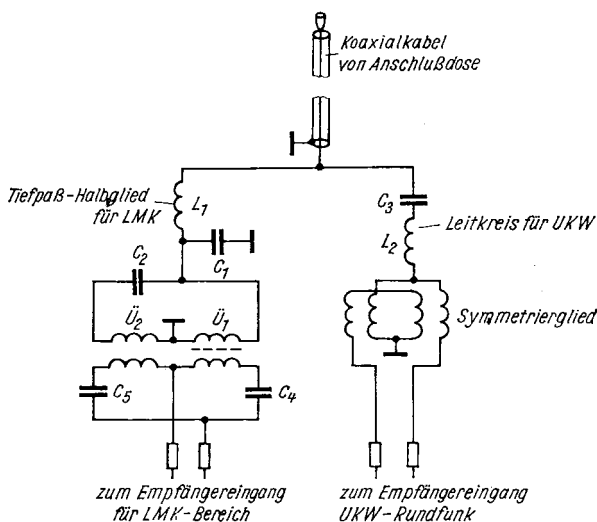 Koaxialkabel
von Anschlußdose
Tiefpaß-Halbglied
für LMK
L1
C3
L2
Leitkreis für UKW
C1
C2
Ü2
Ü1
Symmetrierglied
C5
C4
zum Empfängereingang
für LMK-Bereich
zum Empfängereingang
UKW-Rundfunk